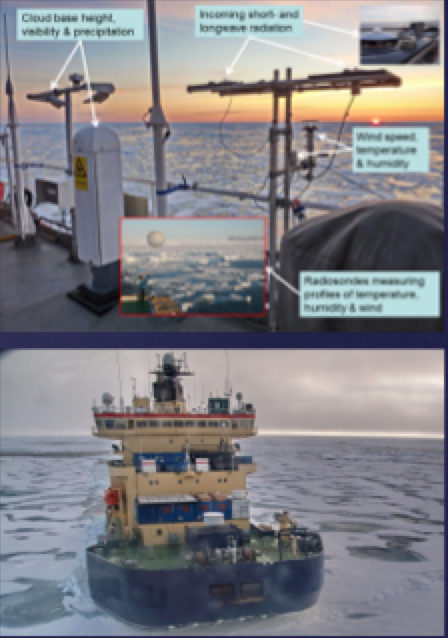 Cloud base height,
visibility & precipitation
Incoming short- and
longwave radiation
Wind speed,
temperature
& humidity
Radiosondes measuring
profiles of temperature,
humidity & wind